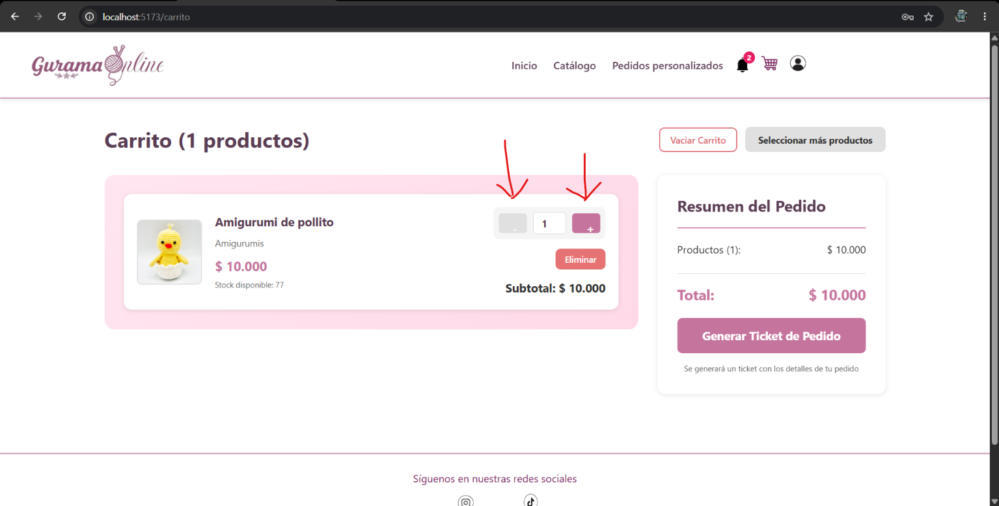 localhost:5173/carrito
Gurama Online
Inicio Catálogo Pedidos personalizados 2
Carrito (1 productos)
Vaciar Carrito Seleccionar más productos
Amigurumi de pollito
Amigurumis
$ 10.000
Stock disponible: 77
- 1 +
Eliminar
Subtotal: $ 10.000
Resumen del Pedido
Productos (1): $ 10.000
Total: $ 10.000
Generar Ticket de Pedido
Se generará un ticket con los detalles de tu pedido
Síguenos en nuestras redes sociales